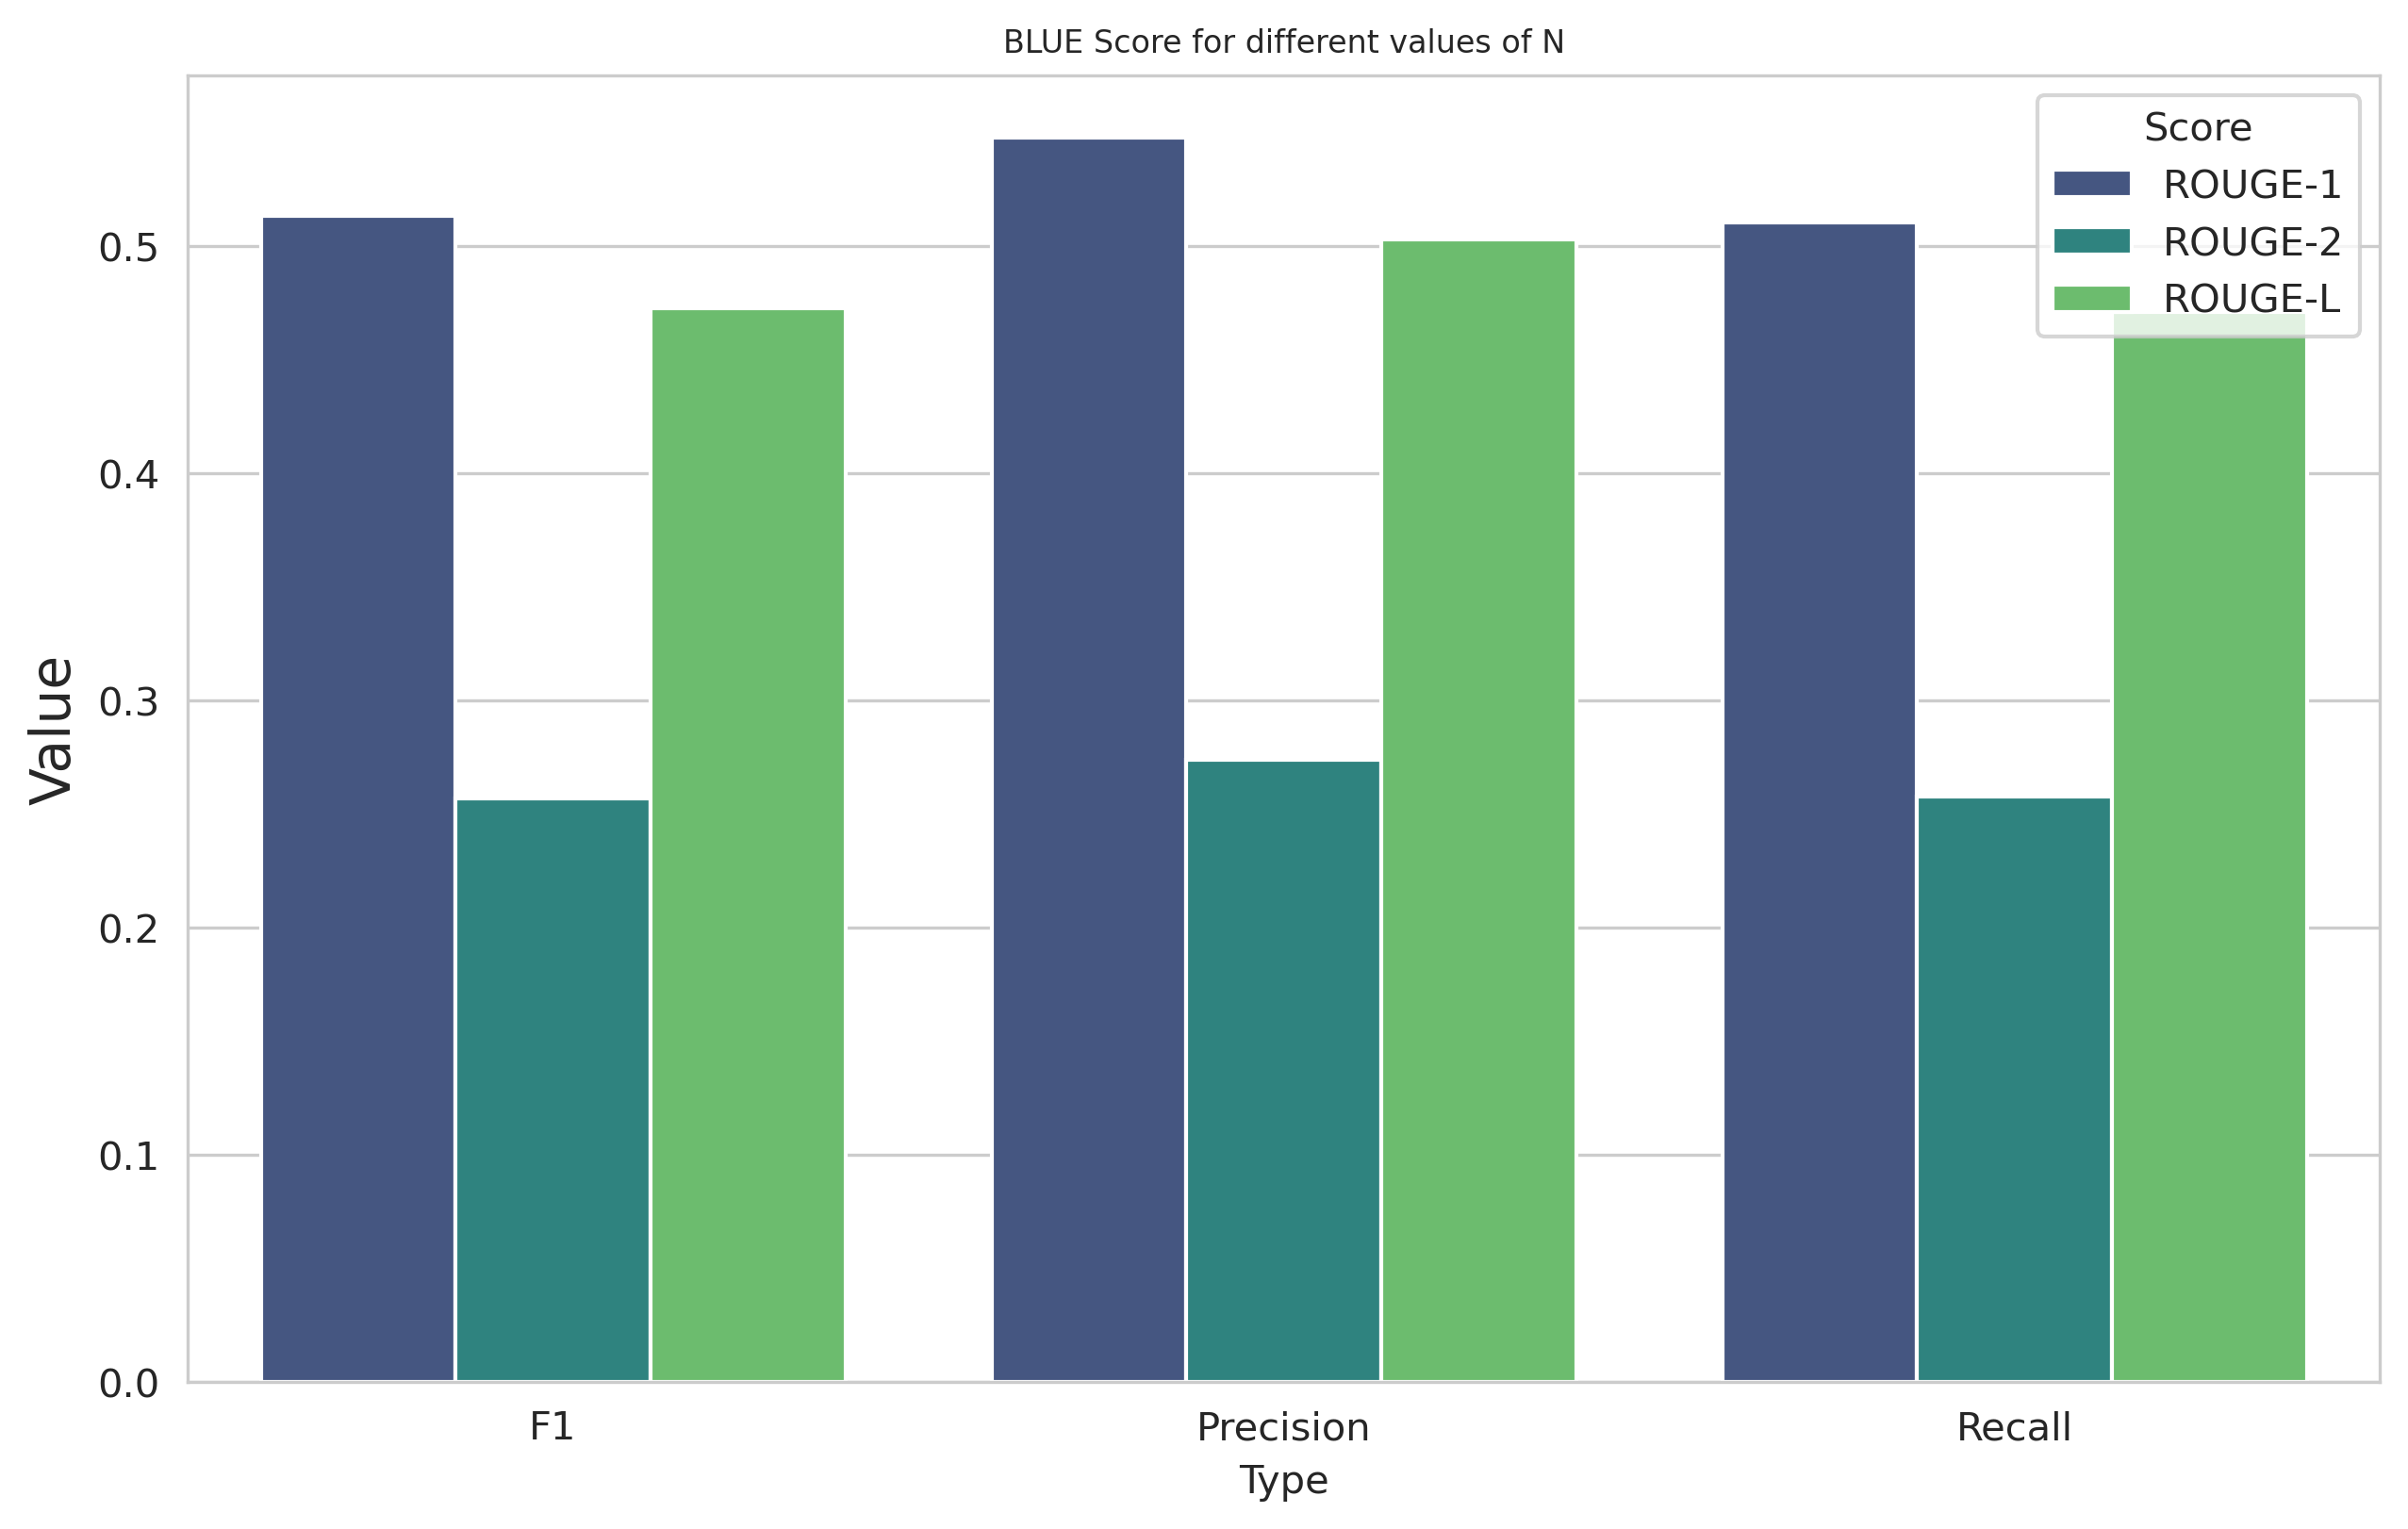 BLUE Score for different values of N
Score
ROUGE-1
ROUGE-2
ROUGE-L
Value
0.5
0.4
0.3
0.2
0.1
0.0
F1
Precision
Recall
Type